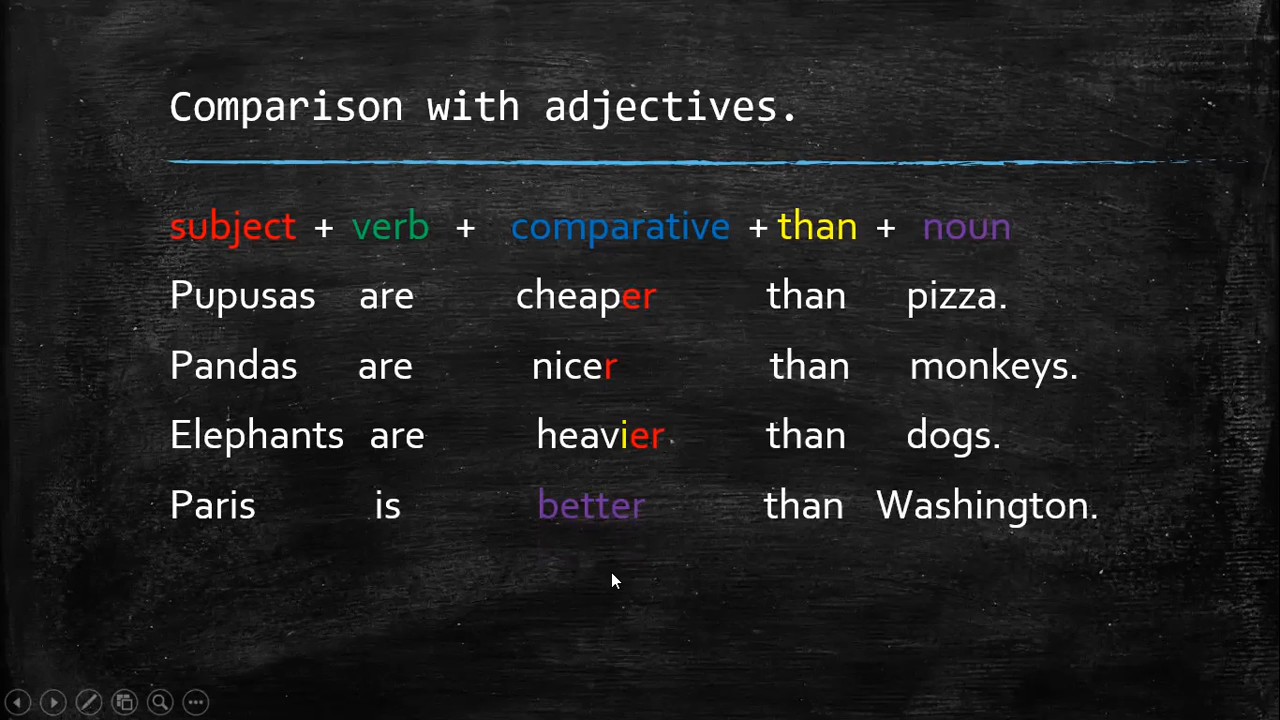 Comparison with adjectives.
subject + verb + comparative + than + noun
Pupusas are cheaper than pizza.
Pandas are nicer than monkeys.
Elephants are heavier than dogs.
Paris is better than Washington.